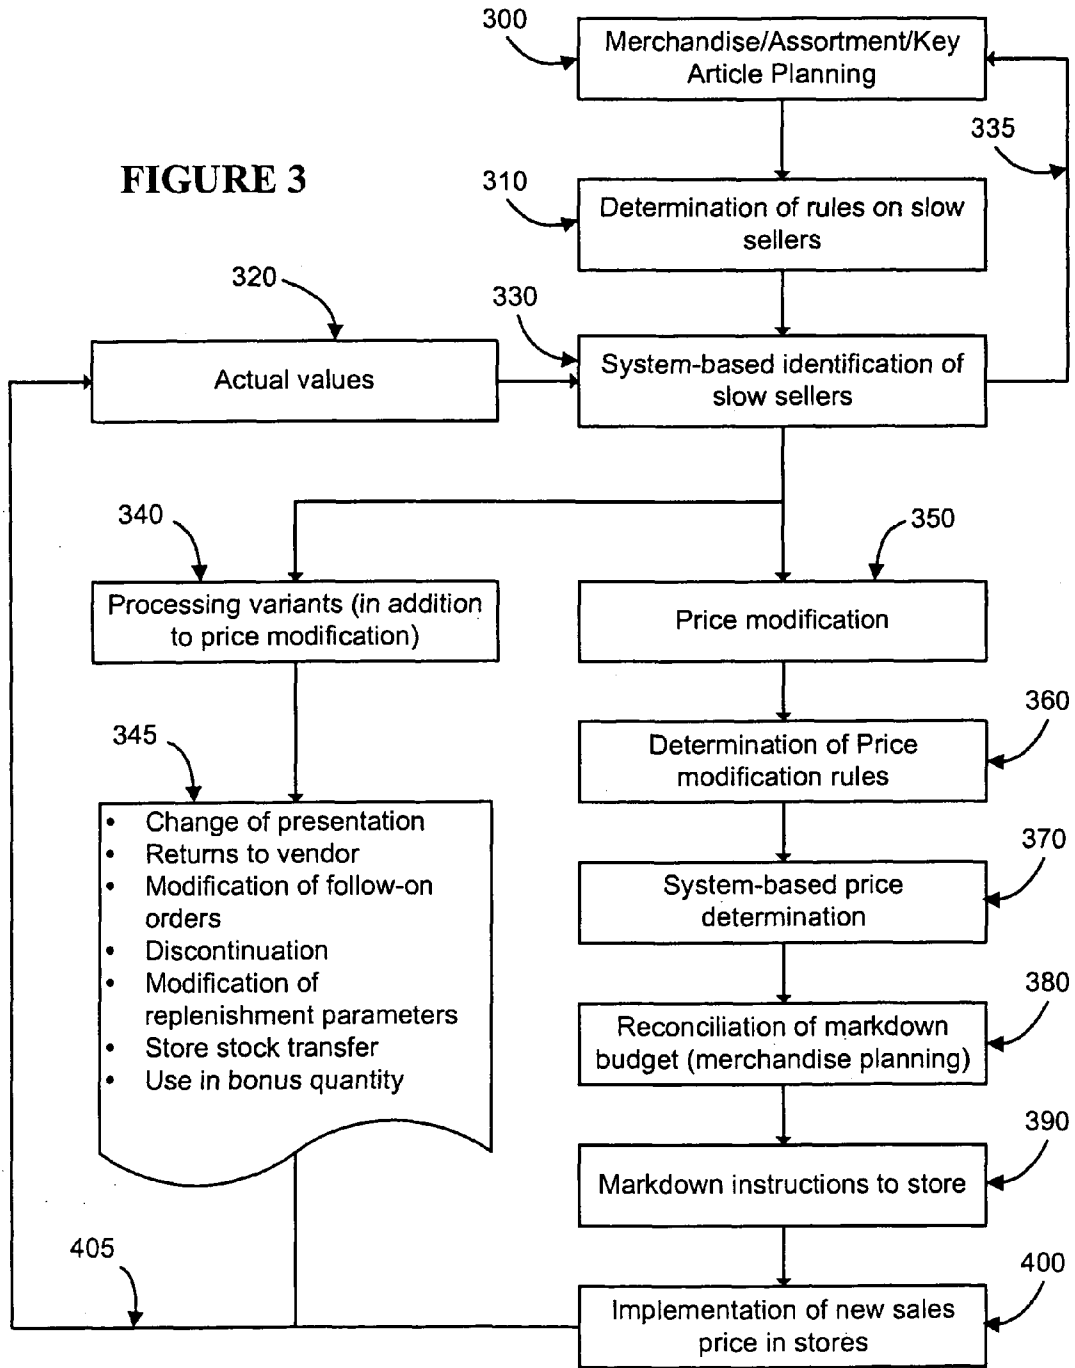 300
Merchandise/Assortment/Key
Article Planning
335
FIGURE 3
310
Determination of rules on slow
sellers
320
330
Actual values
System-based identification of
slow sellers
340
350
Processing variants (in addition
to price modification)
Price modification
360
345
Determination of Price
modification rules
• Change of presentation
• Returns to vendor
• Modification of follow-on
orders
• Discontinuation
• Modification of
replenishment parameters
• Store stock transfer
• Use in bonus quantity
370
System-based price
determination
380
Reconciliation of markdown
budget (merchandise planning)
390
Markdown instructions to store
405
400
Implementation of new sales
price in stores